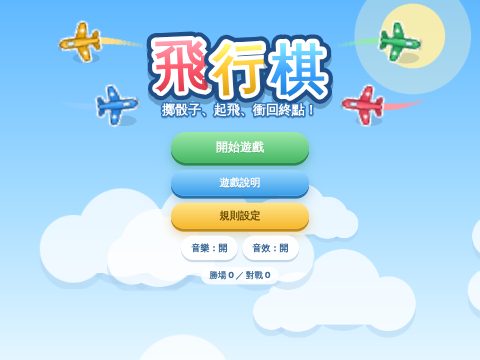 飛行棋
擲骰子、起飛、衝回終點！
開始遊戲
遊戲說明
規則設定
音樂：開 音效：開
勝場 0 ／ 對戰 0